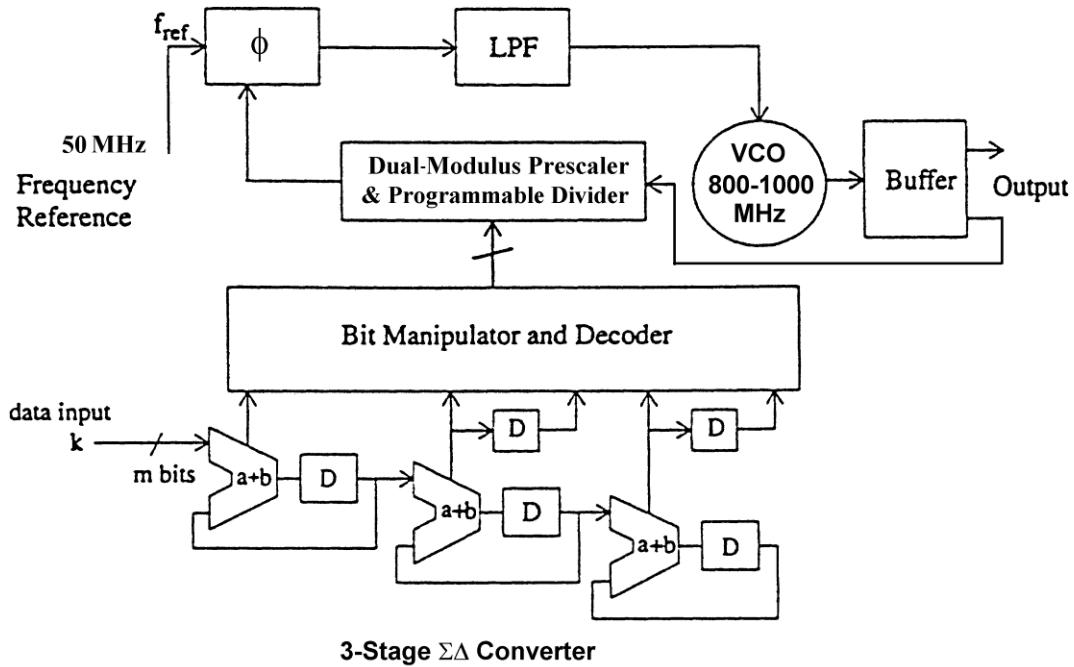 f_ref
ϕ
LPF
50 MHz
Frequency
Reference
Dual-Modulus Prescaler
& Programmable Divider
VCO
800-1000
MHz
Buffer
Output
Bit Manipulator and Decoder
data input
k
m bits
a+b
D
a+b
D
D
a+b
D
D
3-Stage ΣΔ Converter